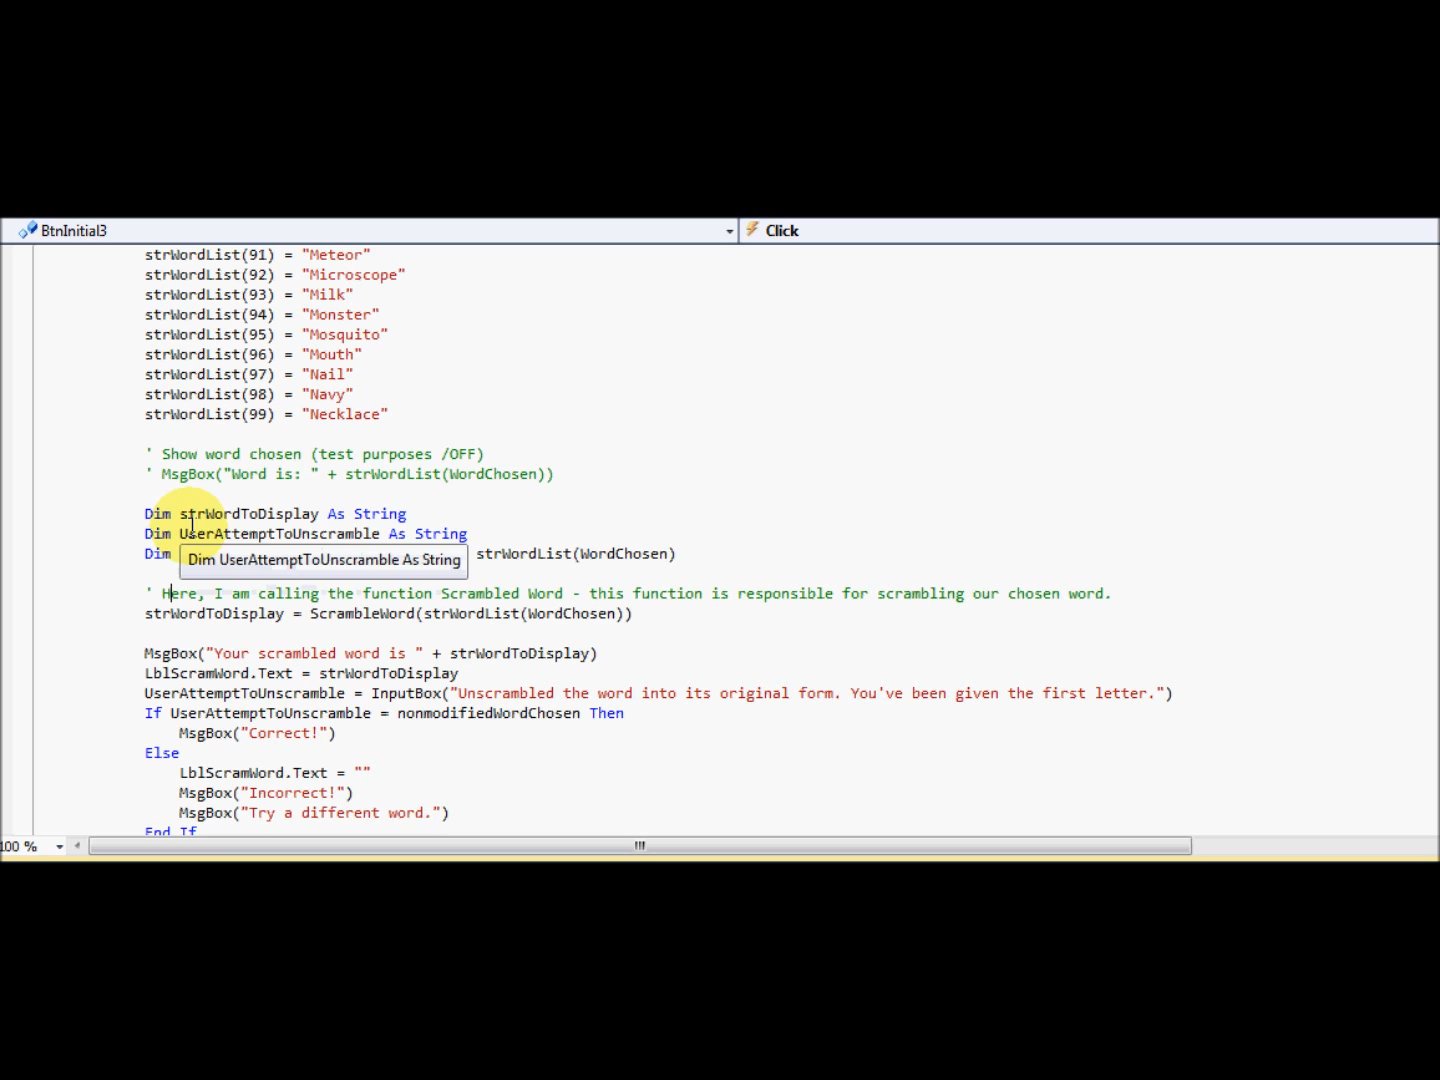 BtnInitial3 Click
strWordList(91) = "Meteor"
strWordList(92) = "Microscope"
strWordList(93) = "Milk"
strWordList(94) = "Monster"
strWordList(95) = "Mosquito"
strWordList(96) = "Mouth"
strWordList(97) = "Nail"
strWordList(98) = "Navy"
strWordList(99) = "Necklace"
' Show word chosen (test purposes /OFF)
' MsgBox("Word is: " + strWordList(WordChosen))
Dim strWordToDisplay As String
Dim UserAttemptToUnscramble As String
Dim strWordList(WordChosen)
Dim UserAttemptToUnscramble As String
' Here, I am calling the function Scrambled Word - this function is responsible for scrambling our chosen word.
strWordToDisplay = ScrambleWord(strWordList(WordChosen))
MsgBox("Your scrambled word is " + strWordToDisplay)
LblScramWord.Text = strWordToDisplay
UserAttemptToUnscramble = InputBox("Unscrambled the word into its original form. You've been given the first letter.")
If UserAttemptToUnscramble = nonmodifiedWordChosen Then
MsgBox("Correct!")
Else
LblScramWord.Text = ""
MsgBox("Incorrect!")
MsgBox("Try a different word.")
End If
100 %